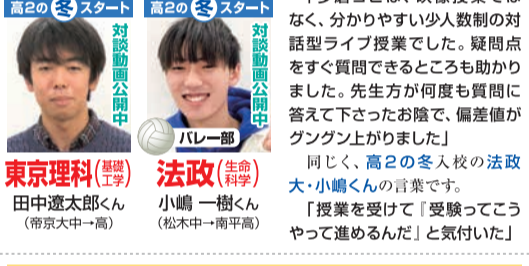 高2の冬スタート
対談動画公開中
東京理科(基礎工学)
田中遼太郎くん
(帝京大中→高)
高2の冬スタート
対談動画公開中
バレー部
法政(生命科学)
小嶋 一樹くん
(松木中→南平高)
なく、分かりやすい少人数制の対
話型ライブ授業でした。疑問点
をすぐ質問できるところも助かり
ました。先生方が何度も質問に
答えて下さったお陰で、偏差値が
グングン上がりました」
同じく、高2の冬入校の法政
大・小嶋くんの言葉です。
「授業を受けて『受験ってこう
やって進めるんだ』と気付いた」